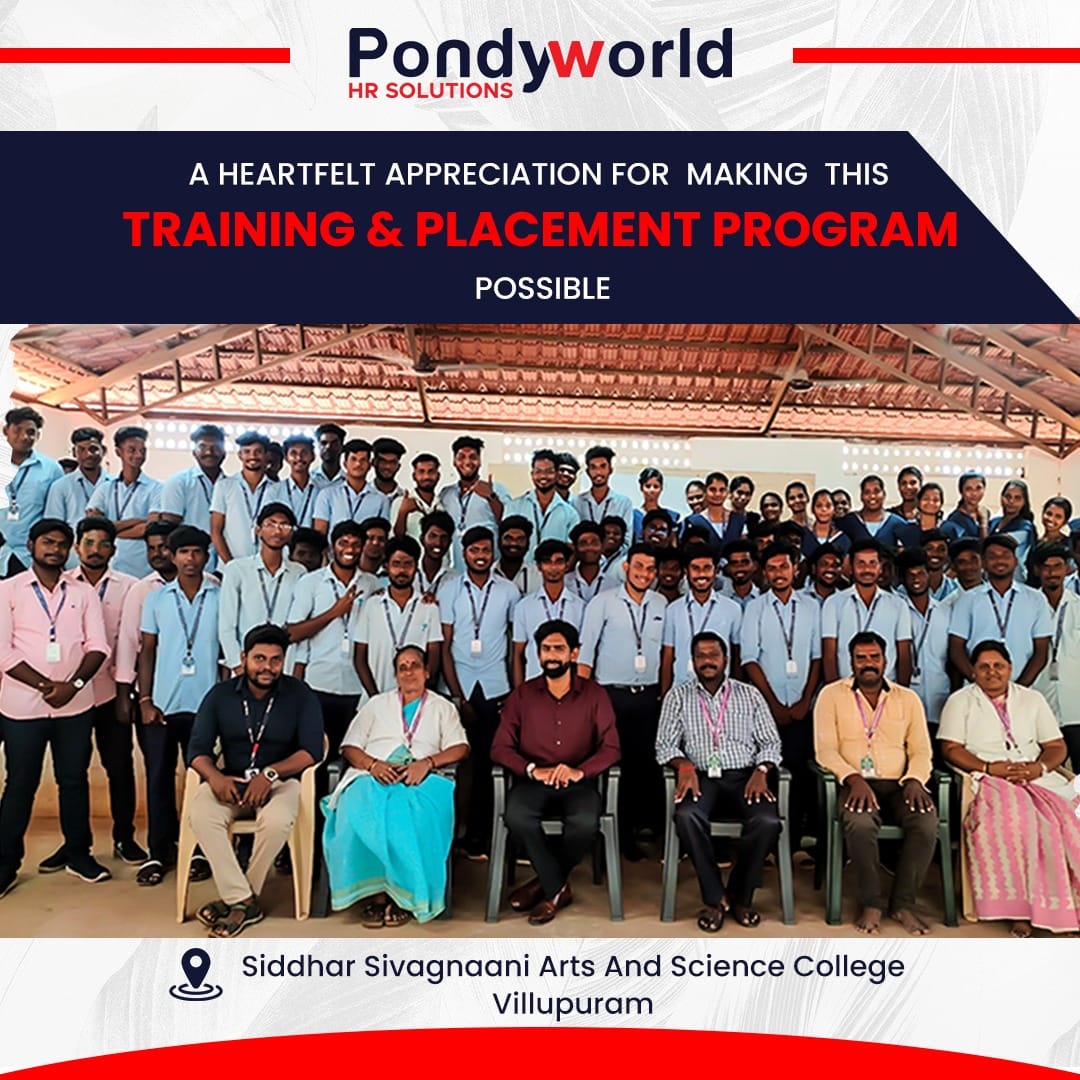 Pondyworld
HR SOLUTIONS
A HEARTFELT APPRECIATION FOR MAKING THIS
TRAINING & PLACEMENT PROGRAM
POSSIBLE
Siddhar Sivagnaani Arts And Science College
Villupuram